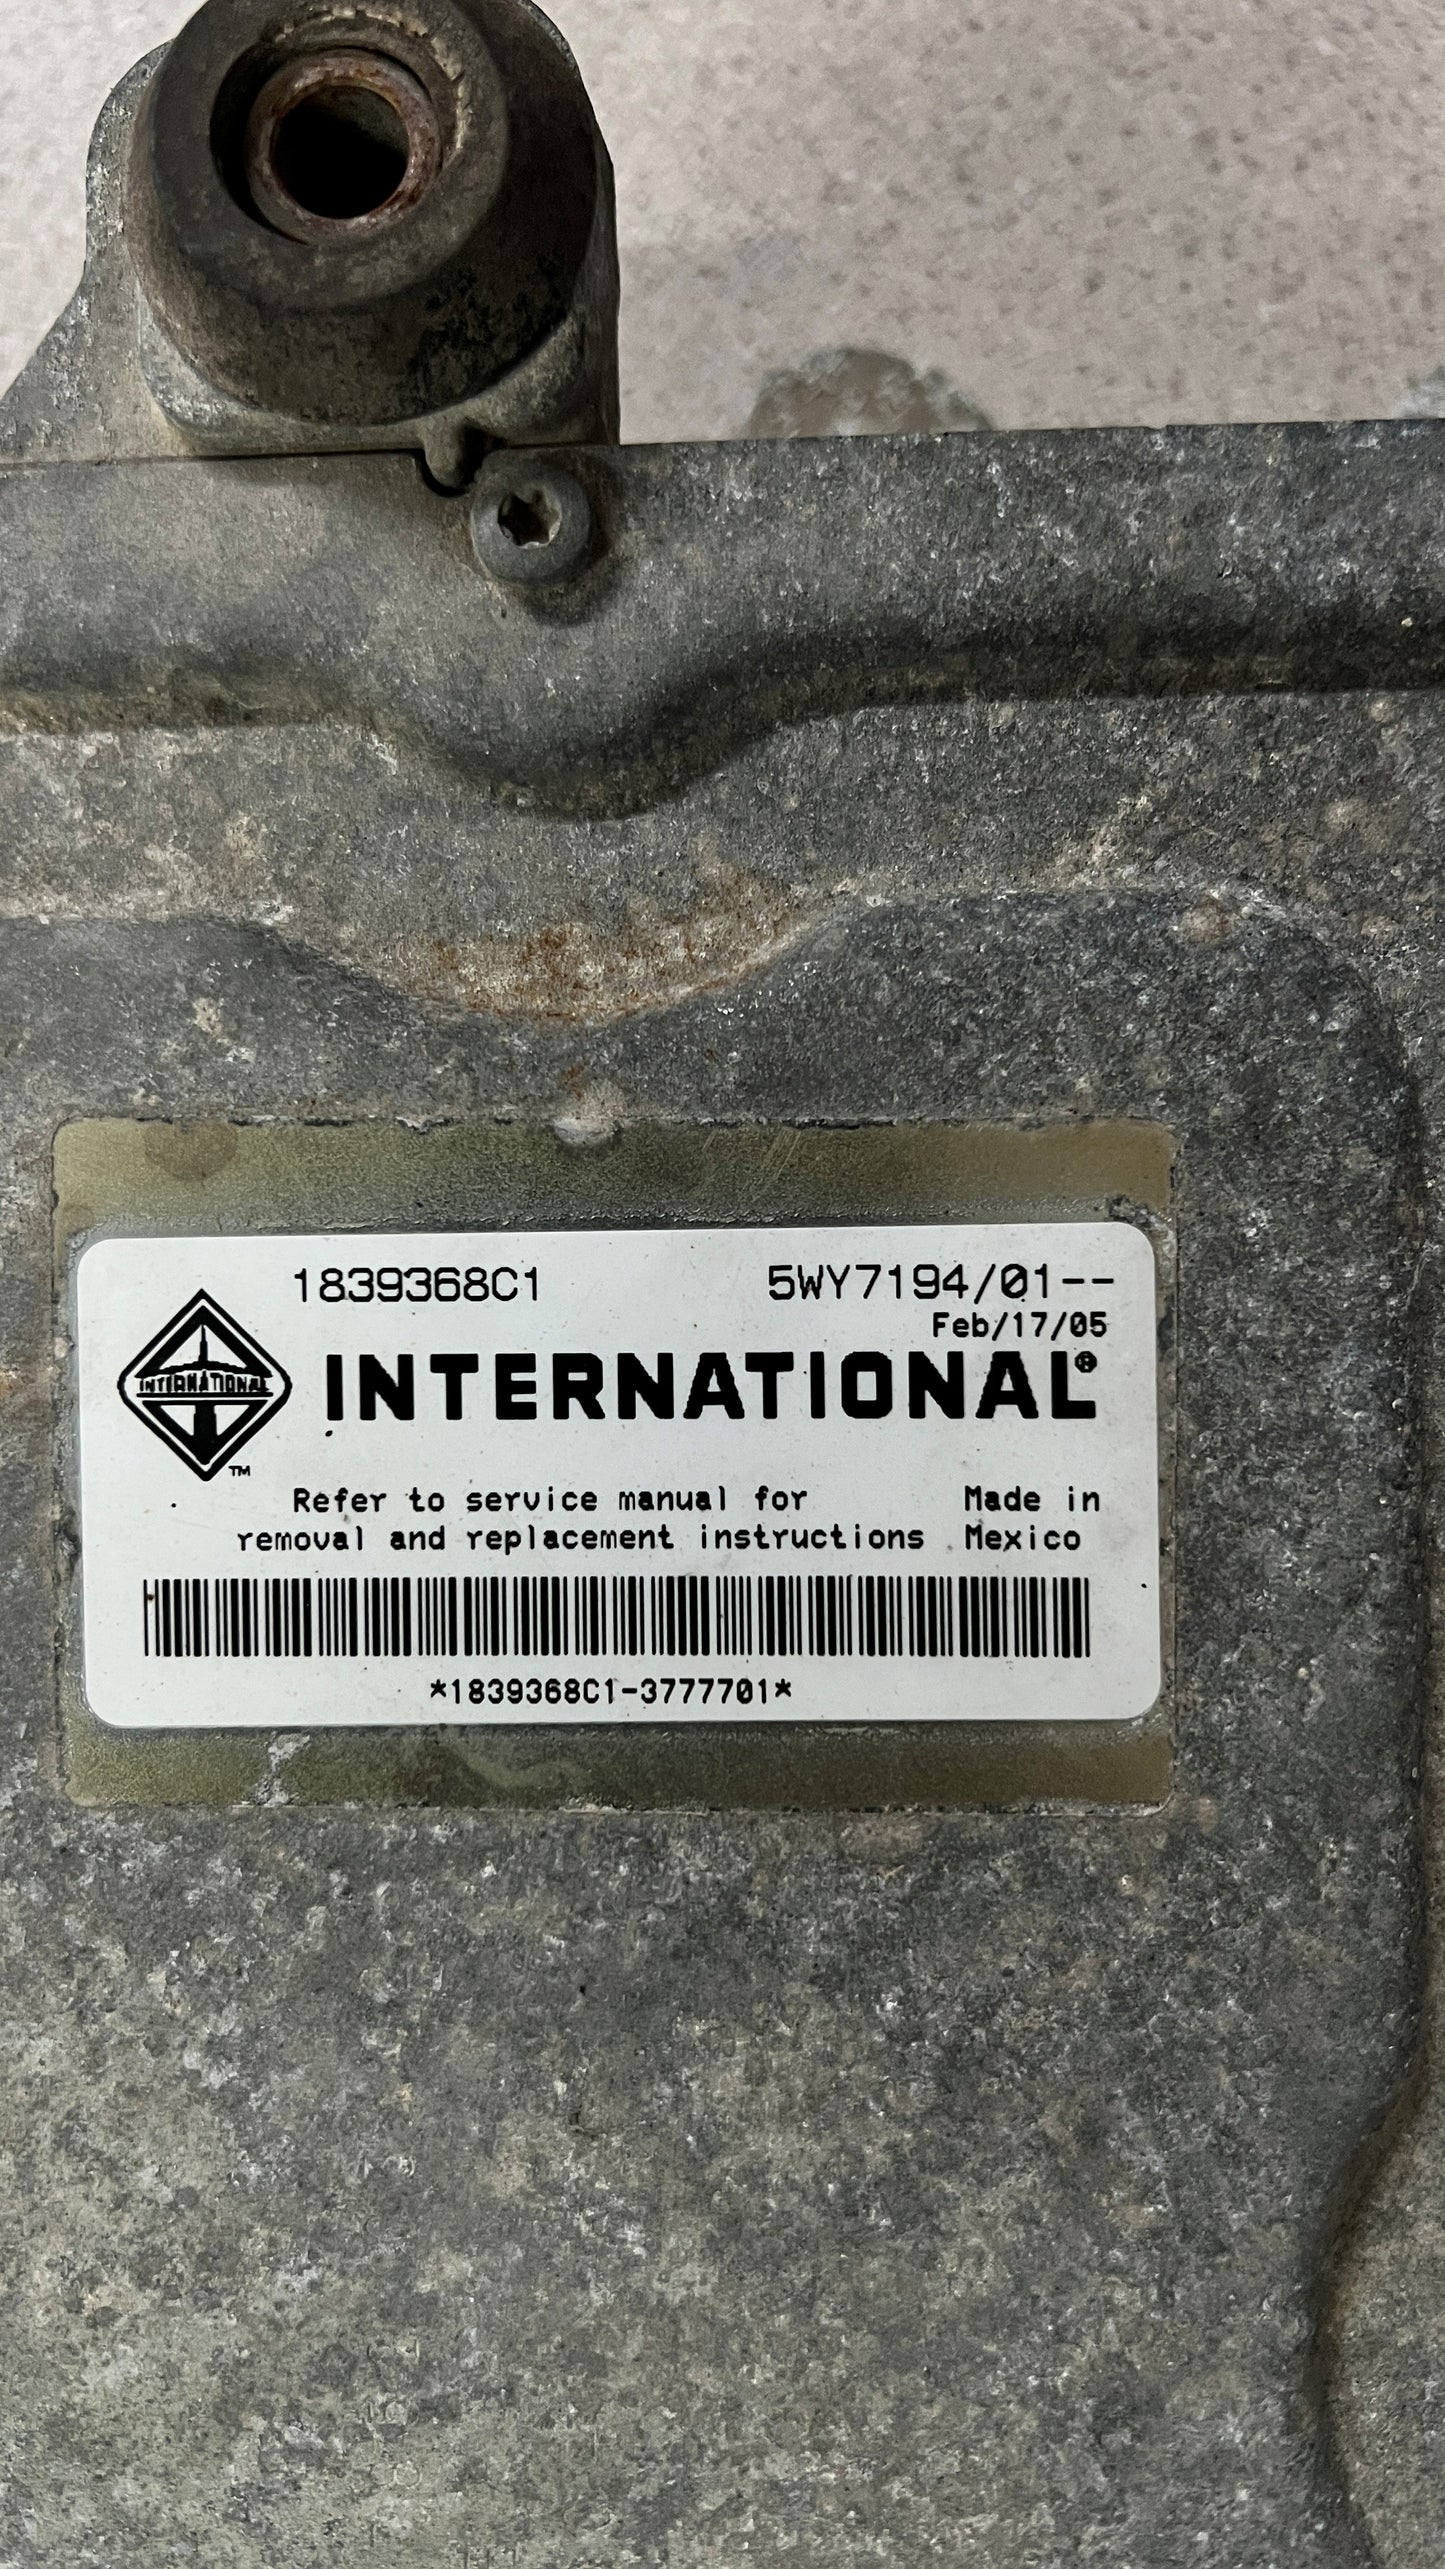 1839368C1 5WY7194/01--
Feb/17/05
INTERNATIONAL
INTERNATIONAL®
TM
Refer to service manual for Made in
removal and replacement instructions Mexico
*1839368C1-3777701*